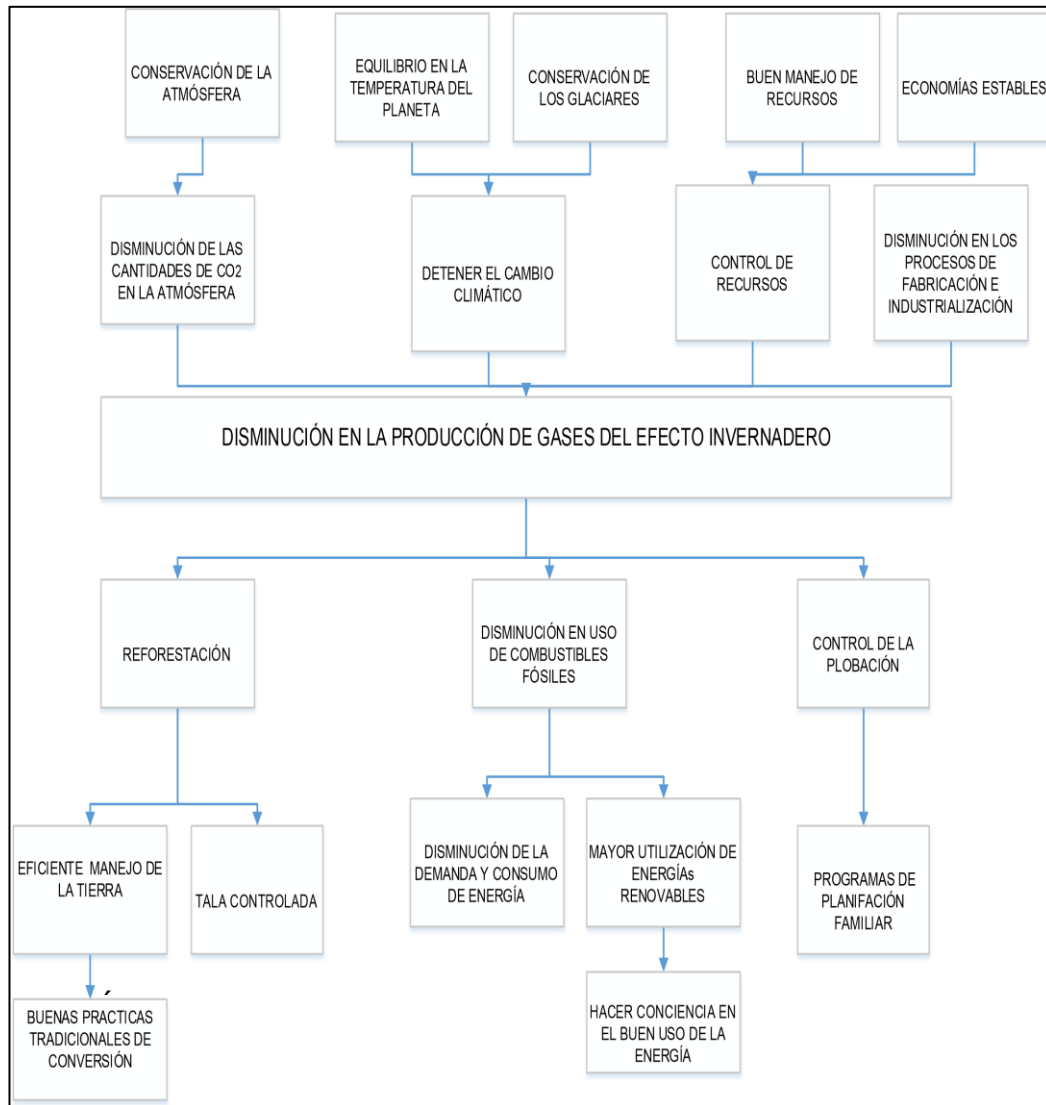 CONSERVACIÓN DE LA
ATMÓSFERA
EQUILIBRIO EN LA
TEMPERATURA DEL
PLANETA
CONSERVACIÓN DE
LOS GLACIARES
BUEN MANEJO DE
RECURSOS
ECONOMÍAS ESTABLES
DISMINUCIÓN DE LAS
CANTIDADES DE CO2
EN LA ATMÓSFERA
DETENER EL CAMBIO
CLIMÁTICO
CONTROL DE
RECURSOS
DISMINUCIÓN EN LOS
PROCESOS DE
FABRICACIÓN E
INDUSTRIALIZACIÓN
DISMINUCIÓN EN LA PRODUCCIÓN DE GASES DEL EFECTO INVERNADERO
REFORESTACIÓN
DISMINUCIÓN EN USO
DE COMBUSTIBLES
FÓSILES
CONTROL DE LA
PLOBACIÓN
EFICIENTE MANEJO DE
LA TIERRA
TALA CONTROLADA
DISMINUCIÓN DE LA
DEMANDA Y CONSUMO
DE ENERGÍA
MAYOR UTILIZACIÓN DE
ENERGÍAs
RENOVABLES
PROGRAMAS DE
PLANIFACIÓN
FAMILIAR
BUENAS PRACTICAS
TRADICIONALES DE
CONVERSIÓN
HACER CONCIENCIA EN
EL BUEN USO DE LA
ENERGÍA